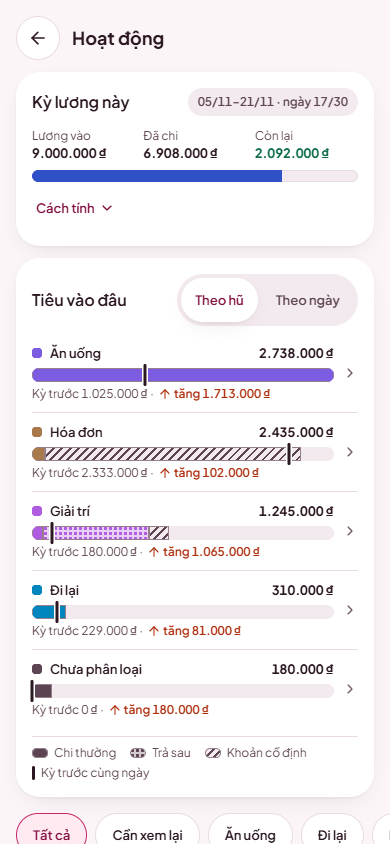 Hoạt động
Kỳ lương này
05/11–21/11 · ngày 17/30
Lương vào
Đã chi
Còn lại
9.000.000 ₫
6.908.000 ₫
2.092.000 ₫
Cách tính
Tiêu vào đâu
Theo hũ
Theo ngày
Ăn uống
2.738.000 ₫
Kỳ trước 1.025.000 ₫ · ↑ tăng 1.713.000 ₫
Hóa đơn
2.435.000 ₫
Kỳ trước 2.333.000 ₫ · ↑ tăng 102.000 ₫
Giải trí
1.245.000 ₫
Kỳ trước 180.000 ₫ · ↑ tăng 1.065.000 ₫
Đi lại
310.000 ₫
Kỳ trước 229.000 ₫ · ↑ tăng 81.000 ₫
Chưa phân loại
180.000 ₫
Kỳ trước 0 ₫ · ↑ tăng 180.000 ₫
Chi thường
Trả sau
Khoản cố định
Kỳ trước cùng ngày
Tất cả
Cần xem lại
Ăn uống
Đi lại